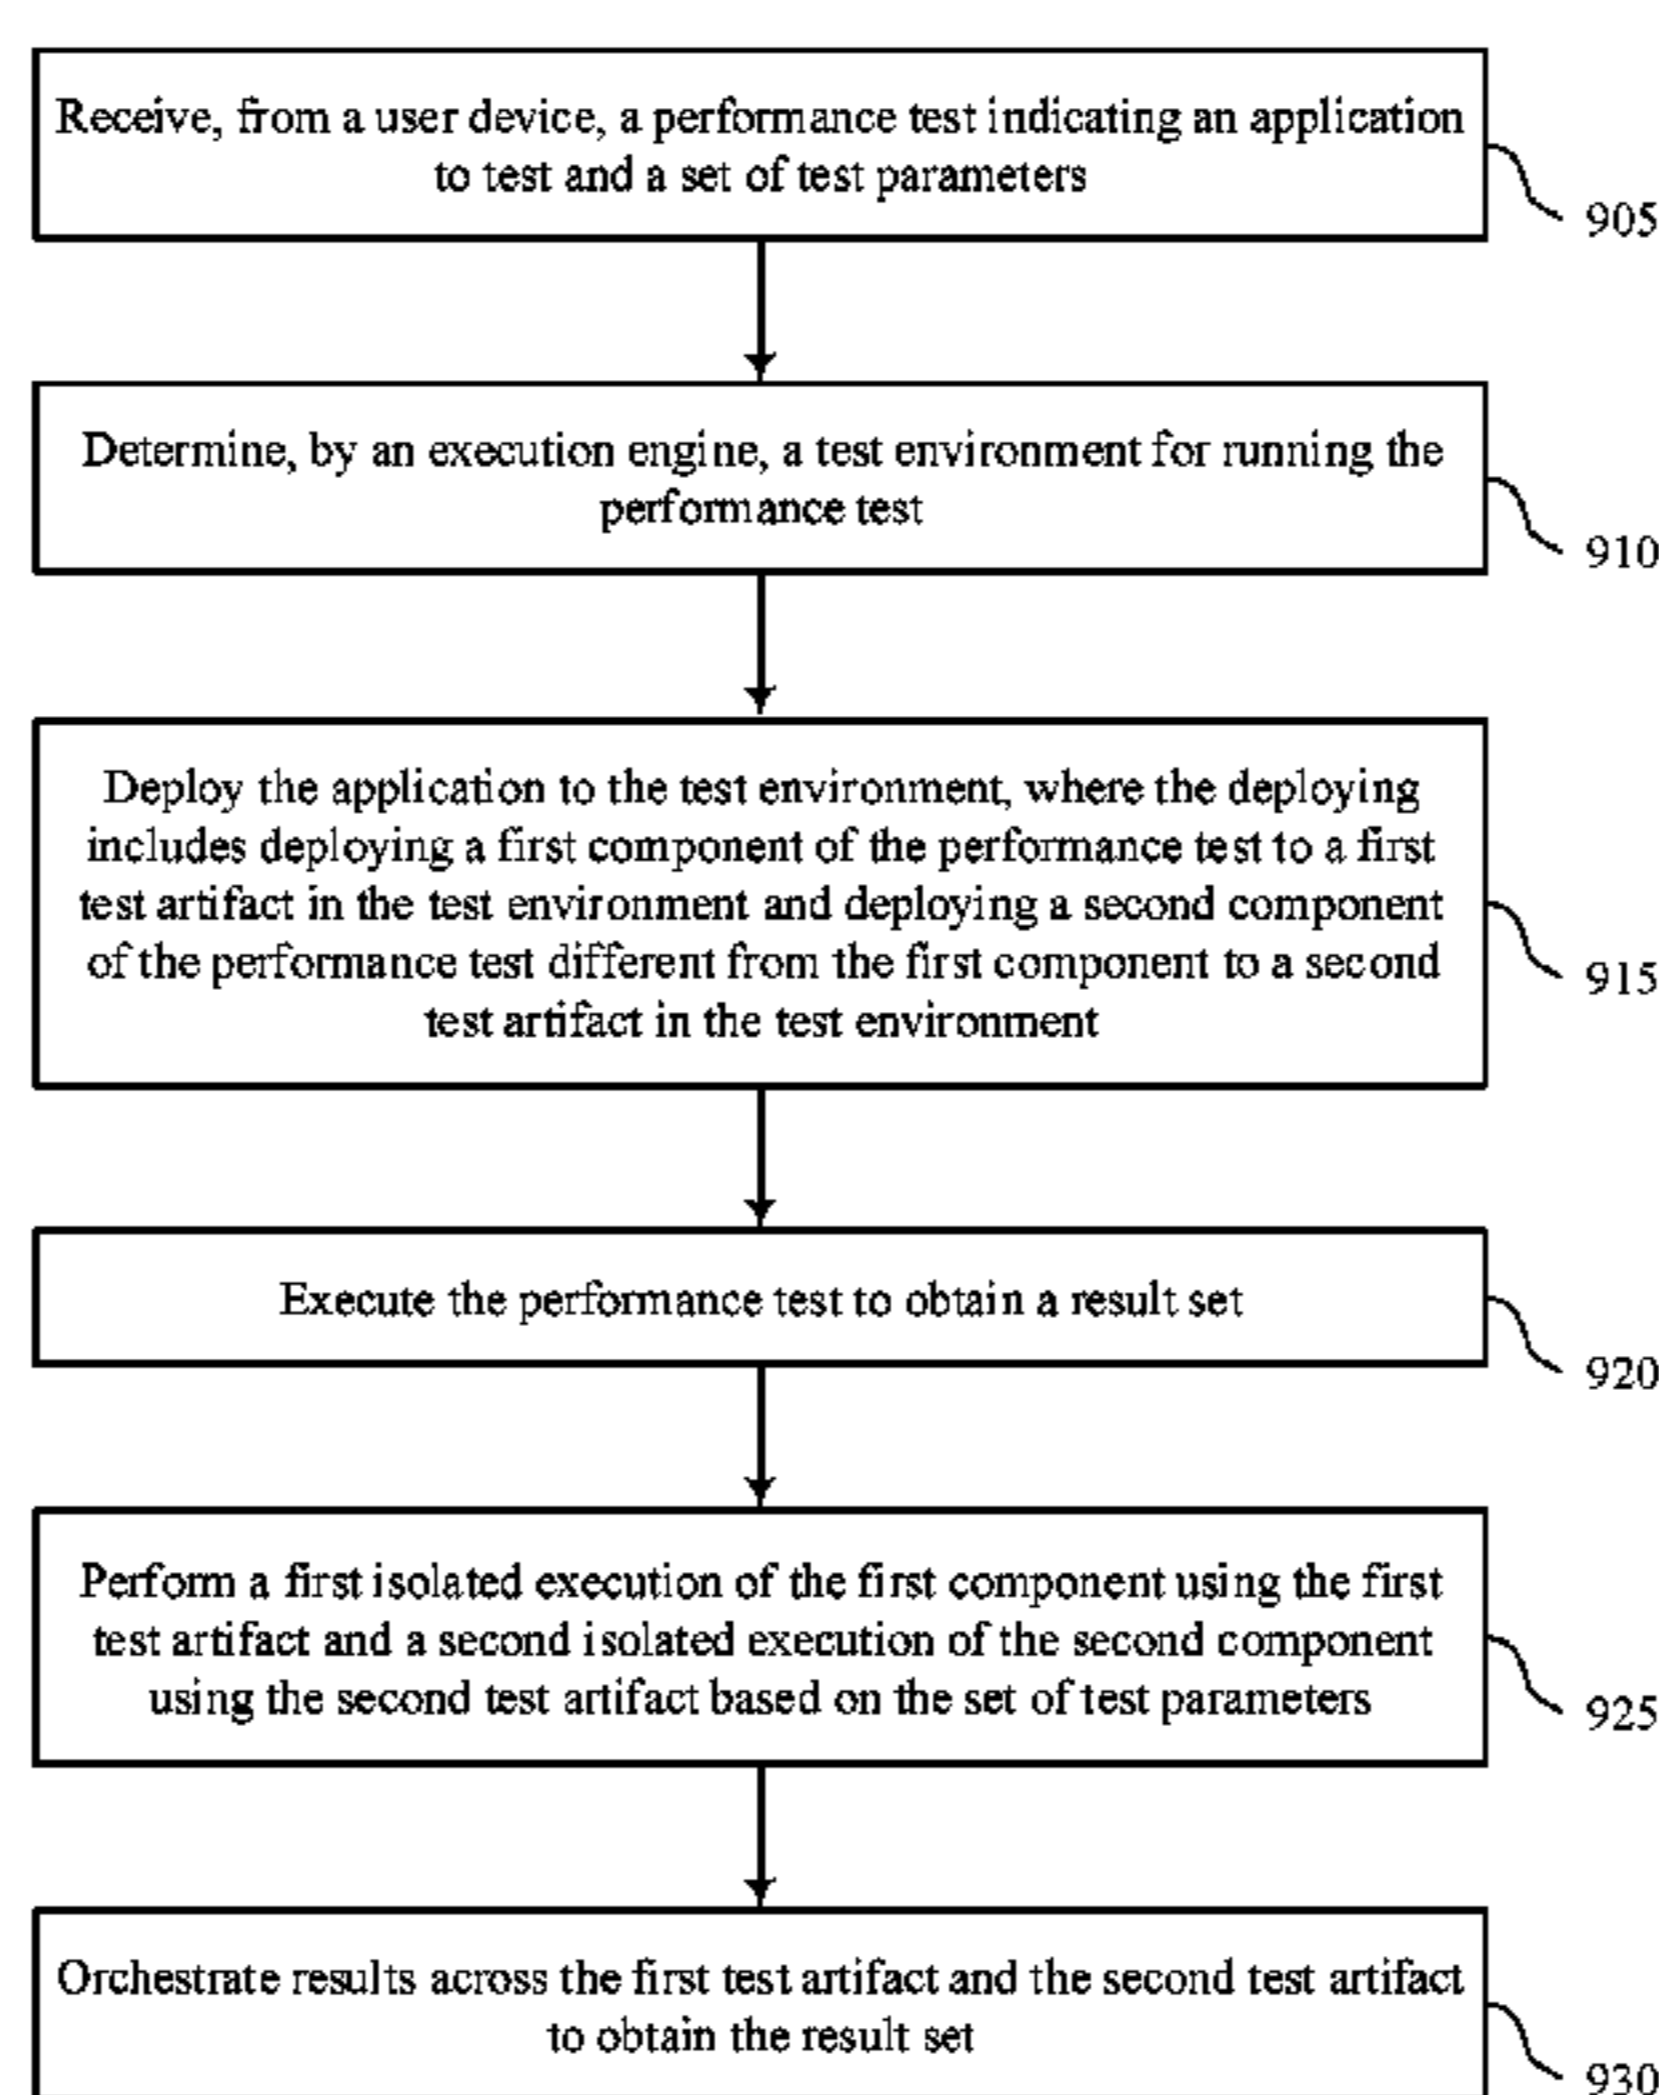 Receive, from a user device, a performance test indicating an application
to test and a set of test parameters
905
Determine, by an execution engine, a test environment for running the
performance test
910
Deploy the application to the test environment, where the deploying
includes deploying a first component of the performance test to a first
test artifact in the test environment and deploying a second component
of the performance test different from the first component to a second
test artifact in the test environment
915
Execute the performance test to obtain a result set
920
Perform a first isolated execution of the first component using the first
test artifact and a second isolated execution of the second component
using the second test artifact based on the set of test parameters
925
Orchestrate results across the first test artifact and the second test artifact
to obtain the result set
930